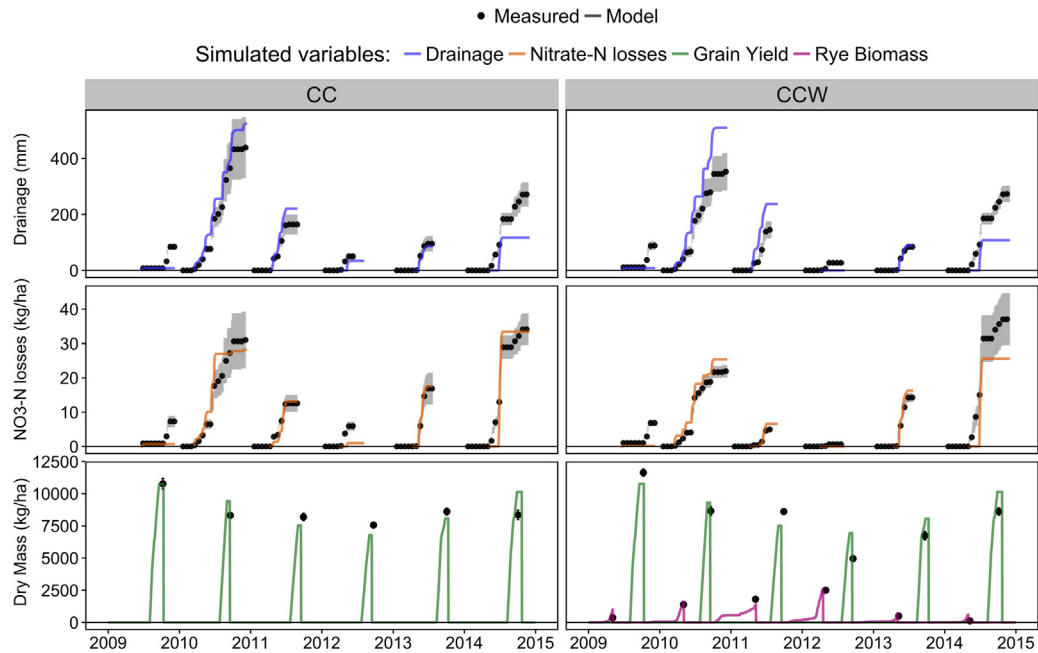 Measured Model
Simulated variables: Drainage Nitrate-N losses Grain Yield Rye Biomass
CC CCW
Drainage (mm)
400
200
0
NO3-N losses (kg/ha)
40
30
20
10
0
Dry Mass (kg/ha)
12500
10000
7500
5000
2500
0
2009 2010 2011 2012 2013 2014 2015 2009 2010 2011 2012 2013 2014 2015